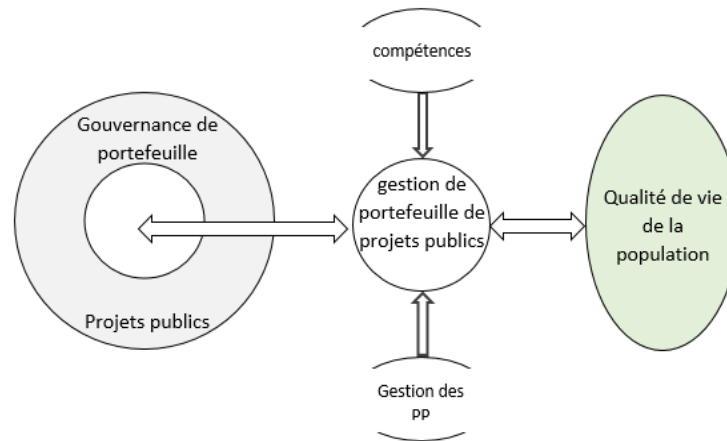 compétences
Gouvernance de
portefeuille
Projets publics
gestion de
portefeuille de
projets publics
Qualité de vie
de la
population
Gestion des
PP